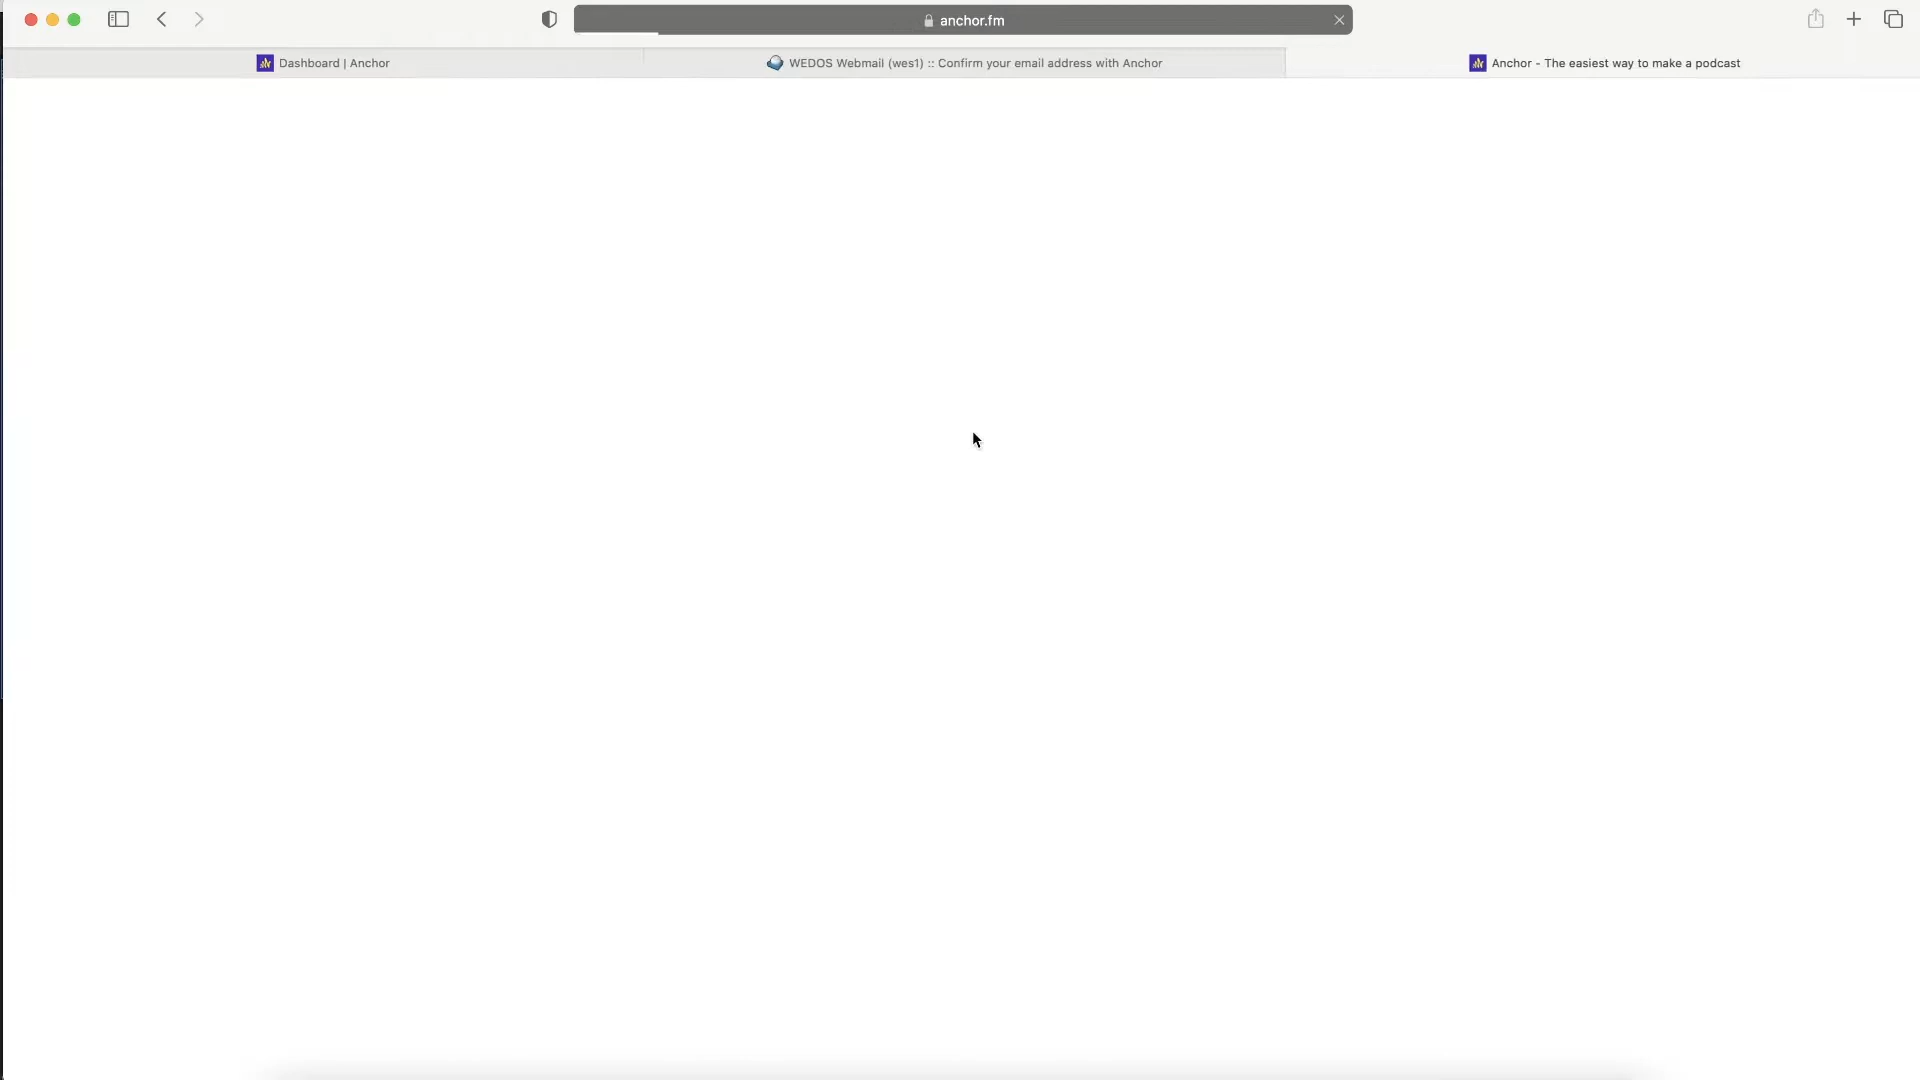 anchor.fm
Dashboard | Anchor
WEDOS Webmail (wes1) :: Confirm your email address with Anchor
Anchor - The easiest way to make a podcast